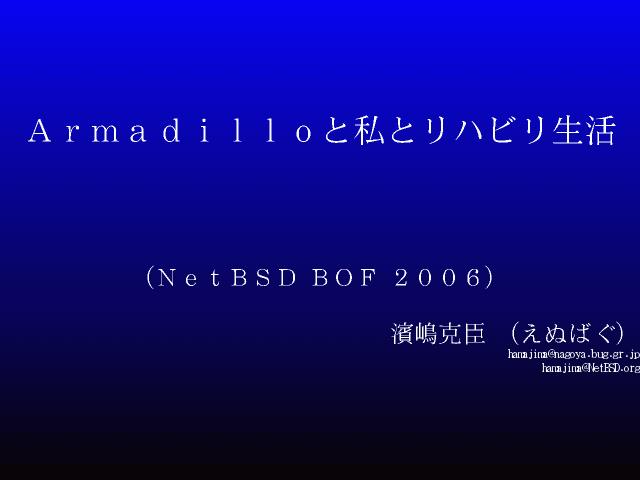 Ａｒｍａｄｉｌｌｏと私とリハビリ生活
（ＮｅｔＢＳＤ ＢＯＦ ２００６）
濱嶋克臣　（えぬばぐ）
hamajima@nagoya.bug.gr.jp
hamajima@NetBSD.org